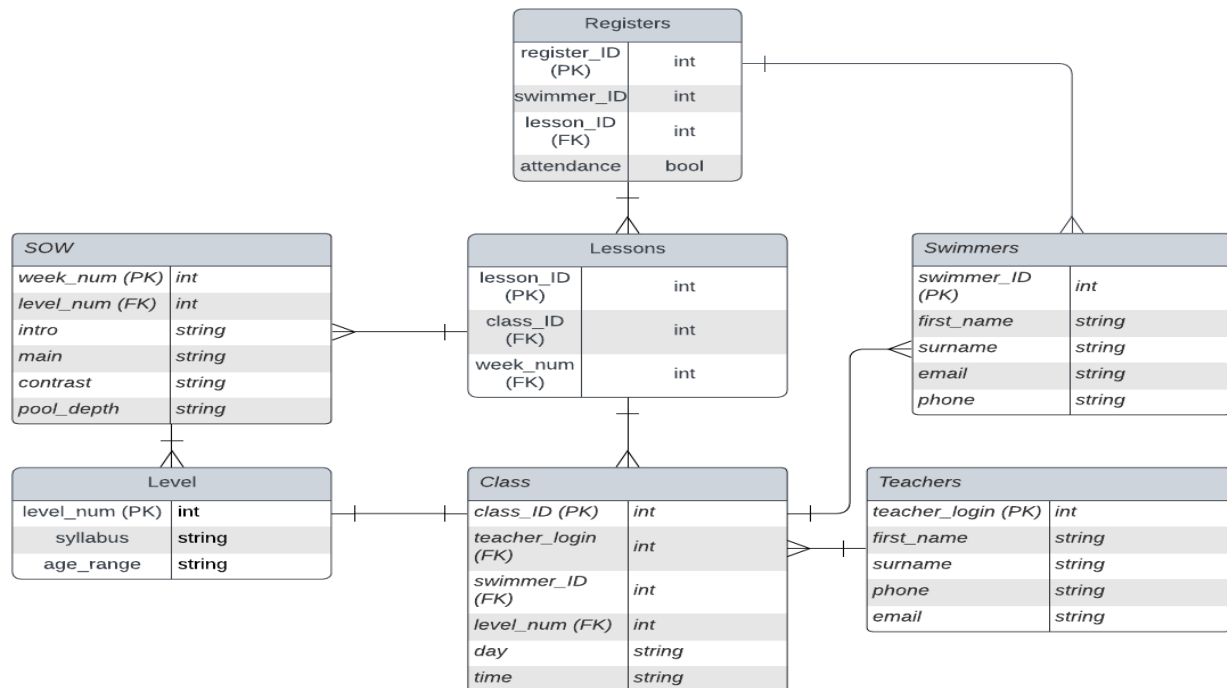 Registers
register_ID
(PK)
int
swimmer_ID
int
lesson_ID
(FK)
int
attendance
bool
SOW
week_num (PK)
int
level_num (FK)
int
intro
string
main
string
contrast
string
pool_depth
string
Lessons
lesson_ID
(PK)
int
class_ID
(FK)
int
week_num
(FK)
int
Swimmers
swimmer_ID
(PK)
int
first_name
string
surname
string
email
string
phone
string
Level
level_num (PK)
int
syllabus
string
age_range
string
Class
class_ID (PK)
int
teacher_login
(FK)
int
swimmer_ID
(FK)
int
level_num (FK)
int
day
string
time
string
Teachers
teacher_login (PK)
int
first_name
string
surname
string
phone
string
email
string